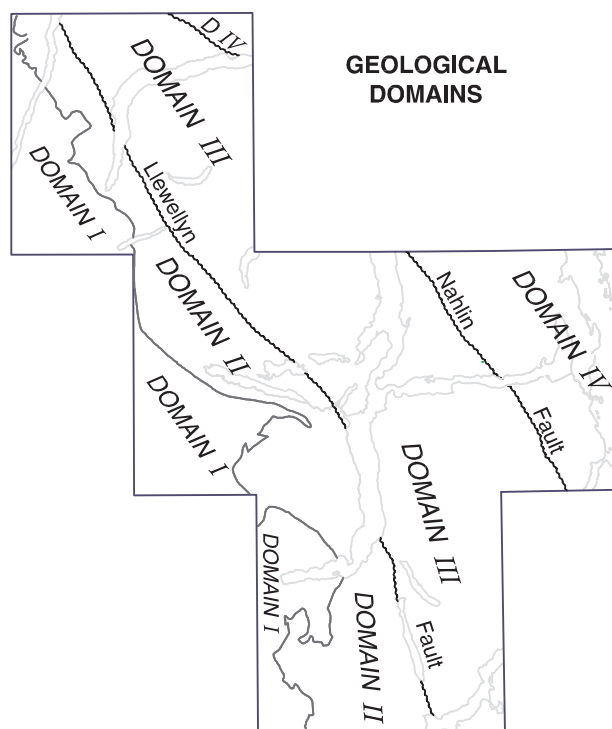 GEOLOGICAL
DOMAINS
D IV
DOMAIN III
DOMAIN I
Llewellyn
DOMAIN II
DOMAIN I
Nahlin
DOMAIN IV
Fault
DOMAIN III
DOMAIN I
DOMAIN II
Fault